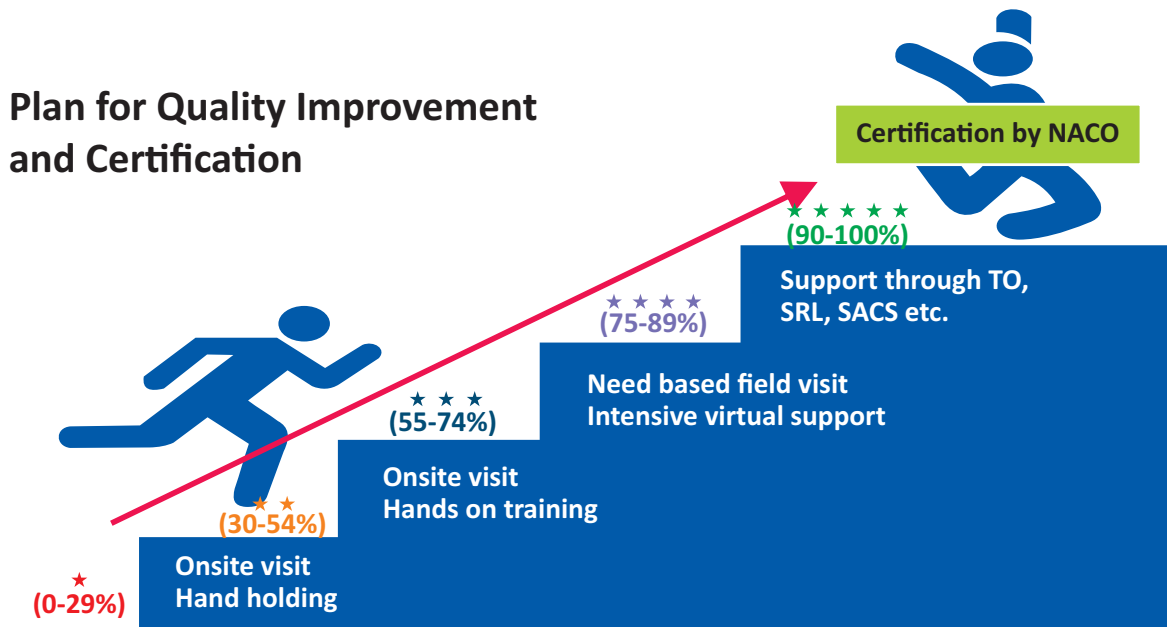 Plan for Quality Improvement
and Certification
Certification by NACO
(90-100%)
Support through TO,
SRL, SACS etc.
(75-89%)
Need based field visit
Intensive virtual support
(55-74%)
Onsite visit
Hands on training
(30-54%)
Onsite visit
Hand holding
(0-29%)